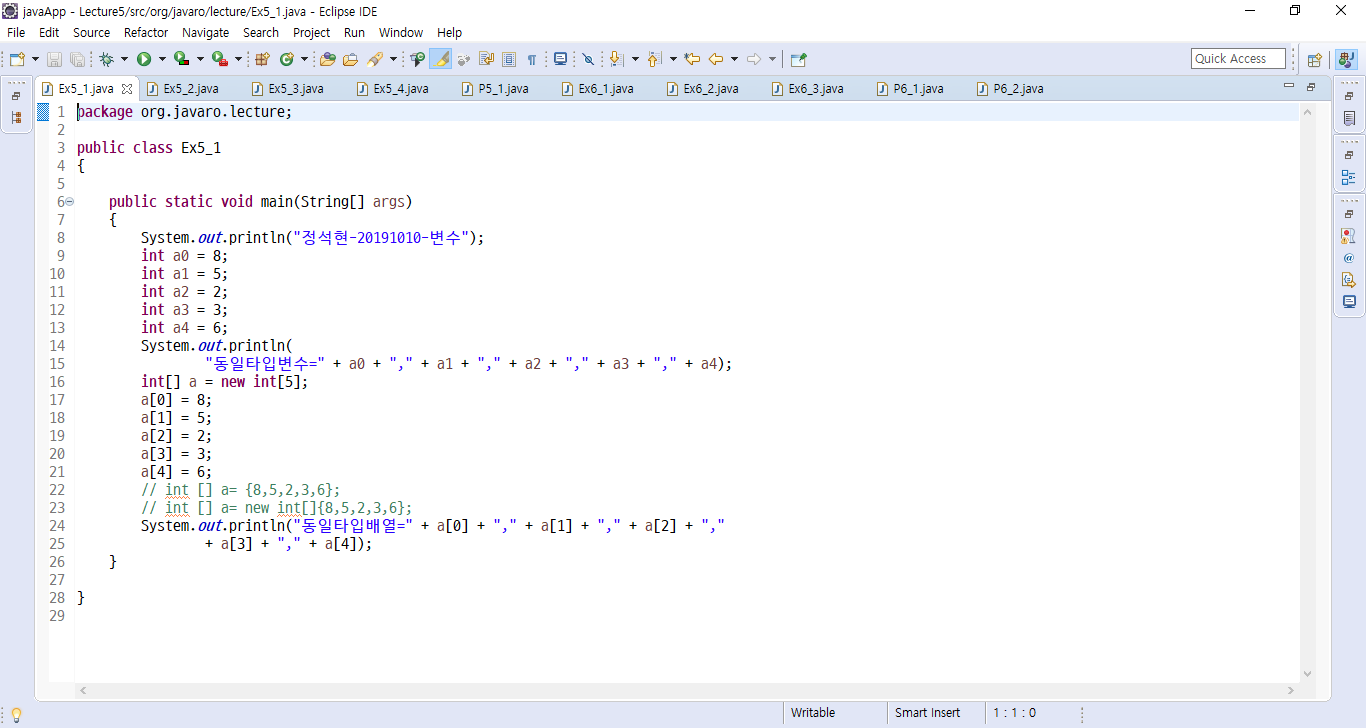 javaApp - Lecture5/src/org/javaro/lecture/Ex5_1.java - Eclipse IDE
File Edit Source Refactor Navigate Search Project Run Window Help
Quick Access
Ex5_1.java Ex5_2.java Ex5_3.java Ex5_4.java P5_1.java Ex6_1.java Ex6_2.java Ex6_3.java P6_1.java P6_2.java
1 package org.javaro.lecture;
2
3 public class Ex5_1
4 {
5
6 public static void main(String[] args)
7 {
8 System.out.println("정석현-20191010-변수");
9 int a0 = 8;
10 int a1 = 5;
11 int a2 = 2;
12 int a3 = 3;
13 int a4 = 6;
14 System.out.println(
15 "동일타입변수=" + a0 + "," + a1 + "," + a2 + "," + a3 + "," + a4);
16 int[] a = new int[5];
17 a[0] = 8;
18 a[1] = 5;
19 a[2] = 2;
20 a[3] = 3;
21 a[4] = 6;
22 // int [] a= {8,5,2,3,6};
23 // int [] a= new int[]{8,5,2,3,6};
24 System.out.println("동일타입배열=" + a[0] + "," + a[1] + "," + a[2] + ","
25 + a[3] + "," + a[4]);
26 }
27
28 }
29
Writable Smart Insert 1 : 1 : 0